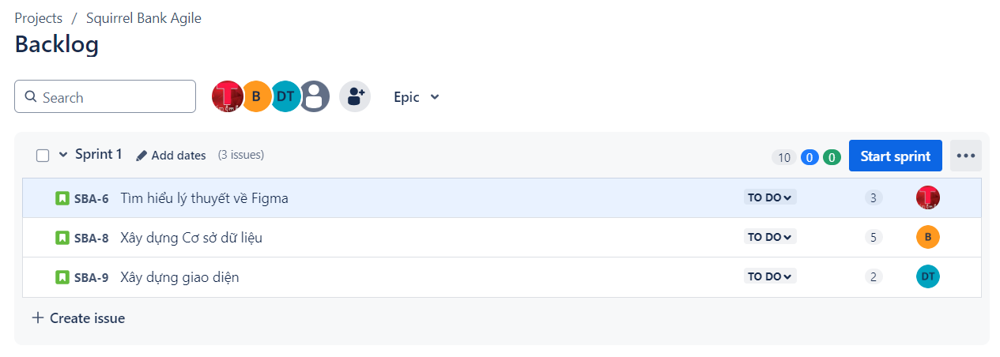 Projects / Squirrel Bank Agile
Backlog
Search
T
B
DT
Epic
Sprint 1 Add dates (3 issues) 10 0 0 Start sprint
SBA-6 Tìm hiểu lý thuyết về Figma TO DO 3 T
SBA-8 Xây dựng Cơ sở dữ liệu TO DO 5 B
SBA-9 Xây dựng giao diện TO DO 2 DT
Create issue